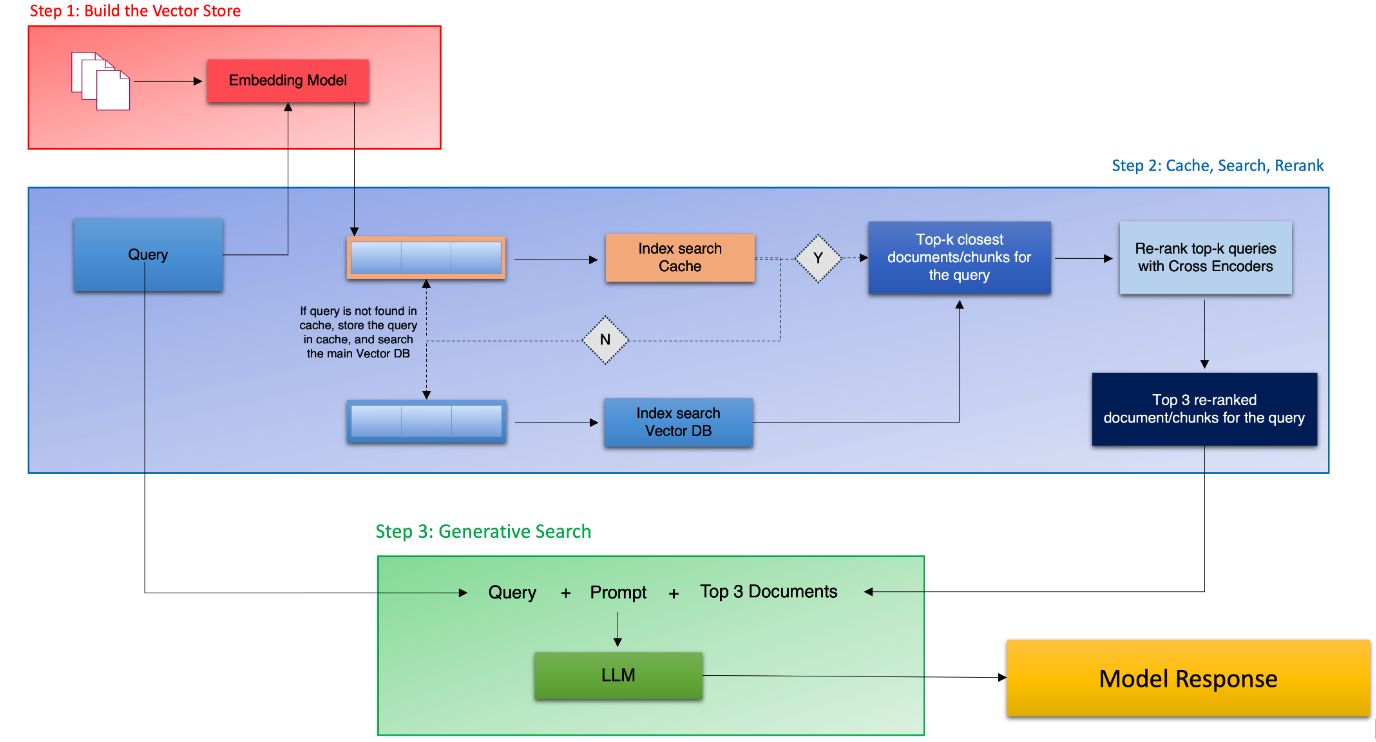 Step 1: Build the Vector Store
Embedding Model
Step 2: Cache, Search, Rerank
Query
Index search
Cache
Y
Top-k closest
documents/chunks for
the query
Re-rank top-k queries
with Cross Encoders
If query is not found in
cache, store the query
in cache, and search
the main Vector DB
N
Index search
Vector DB
Top 3 re-ranked
document/chunks for the query
Step 3: Generative Search
Query + Prompt + Top 3 Documents
LLM
Model Response